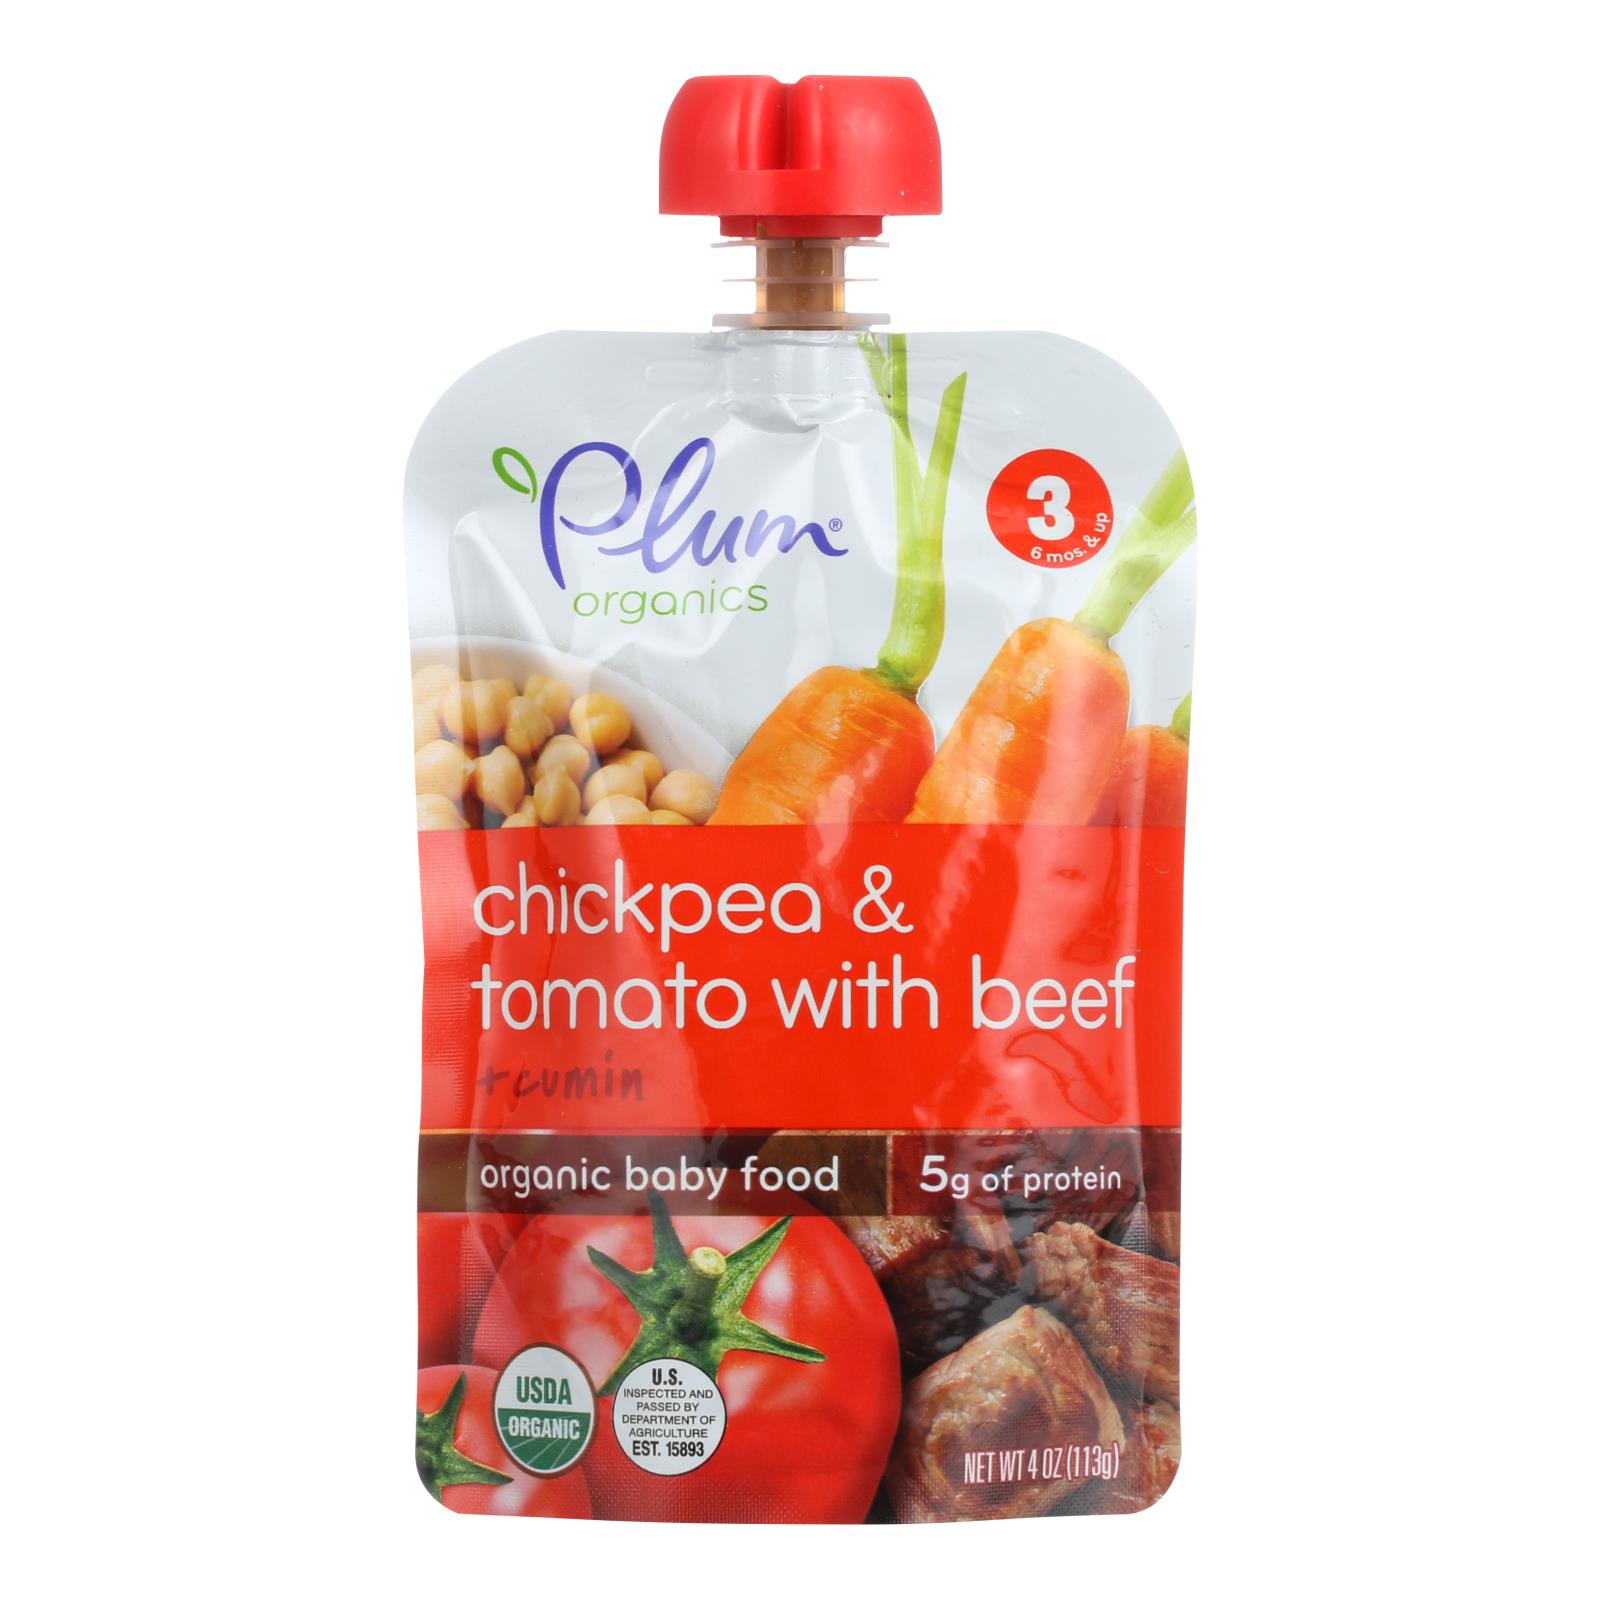 Plum®
organics
3
6 mos. & up
chickpea &
tomato with beef
+cumin
organic baby food
5g of protein
USDA
ORGANIC
U.S.
INSPECTED AND
PASSED BY
DEPARTMENT OF
AGRICULTURE
EST. 15893
NET WT 4 OZ (113g)